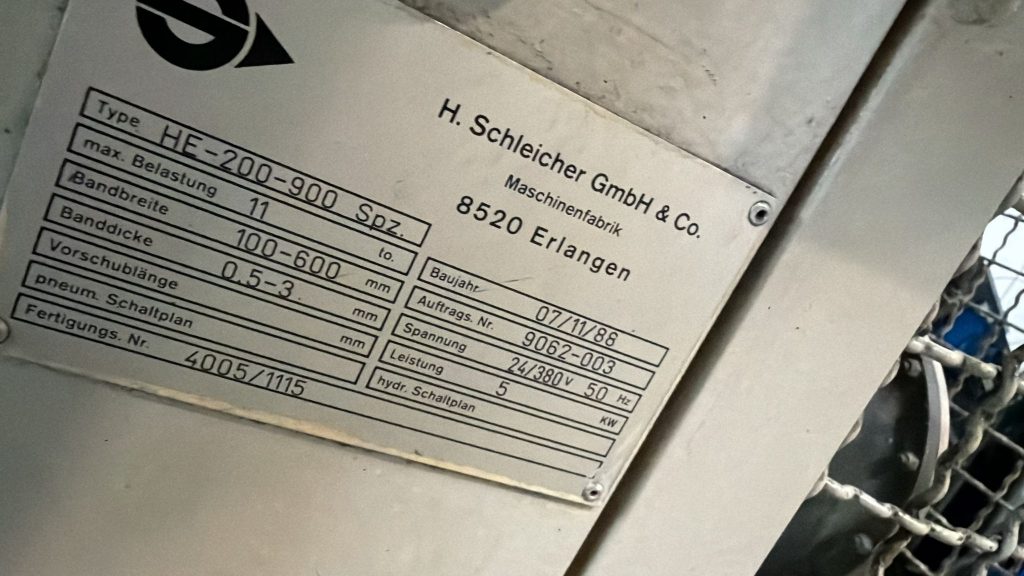 H. Schleicher GmbH & Co.
Maschinenfabrik
8520 Erlangen
Type HE-200-900 Spz.
max. Belastung 11 to.
Bandbreite 100-600 mm
Banddicke 0.5-3 mm
Vorschublänge mm
pneum. Schaltplan
Fertigungs. Nr. 4005/1115
Baujahr 07/11/88
Auftrags. Nr. 9062-003
Spannung 24/380 V 50 Hz
Leistung 5 KW
hydr. Schaltplan